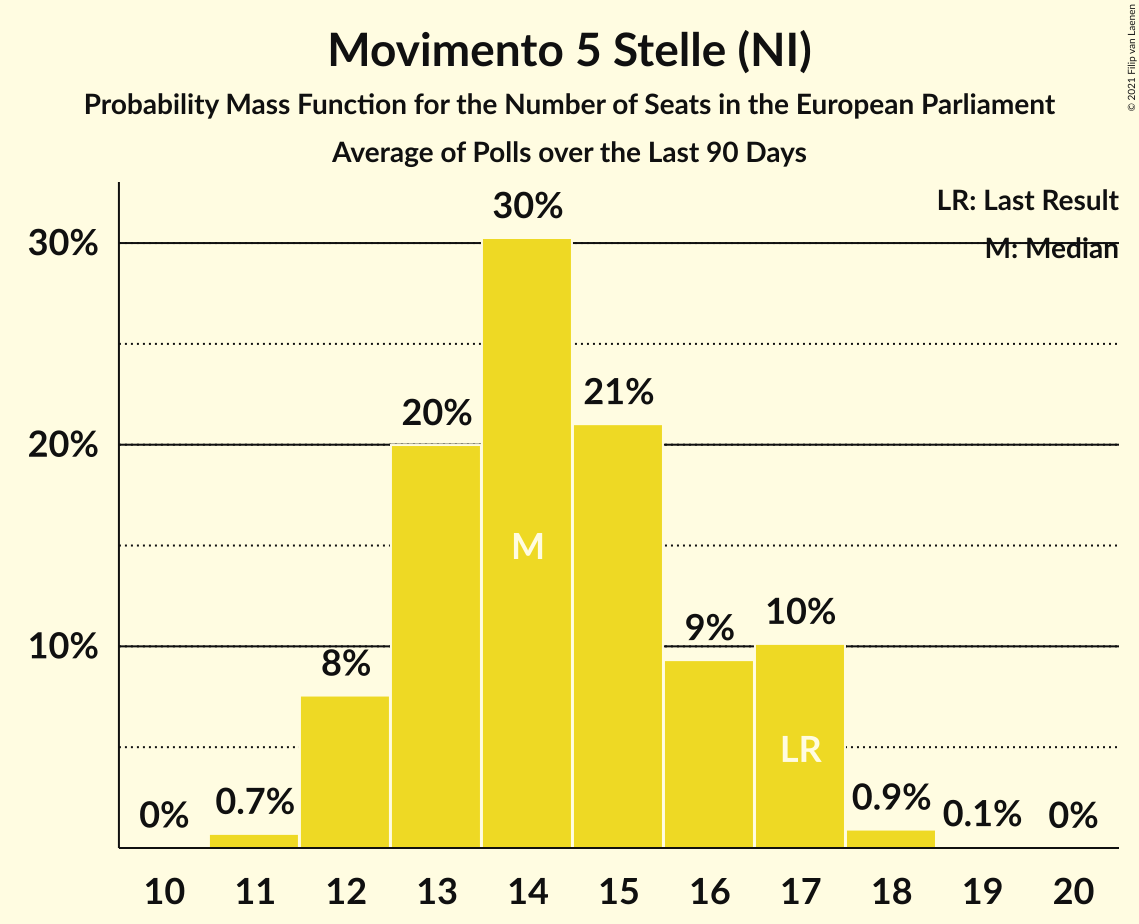 Movimento 5 Stelle (NI)
Probability Mass Function for the Number of Seats in the European Parliament
Average of Polls over the Last 90 Days
© 2021 Filip van Laenen
LR: Last Result
M: Median
30%
20%
10%
0%
0.7%
8%
20%
30%
21%
9%
10%
0.9%
0.1%
0%
M
LR
10 11 12 13 14 15 16 17 18 19 20